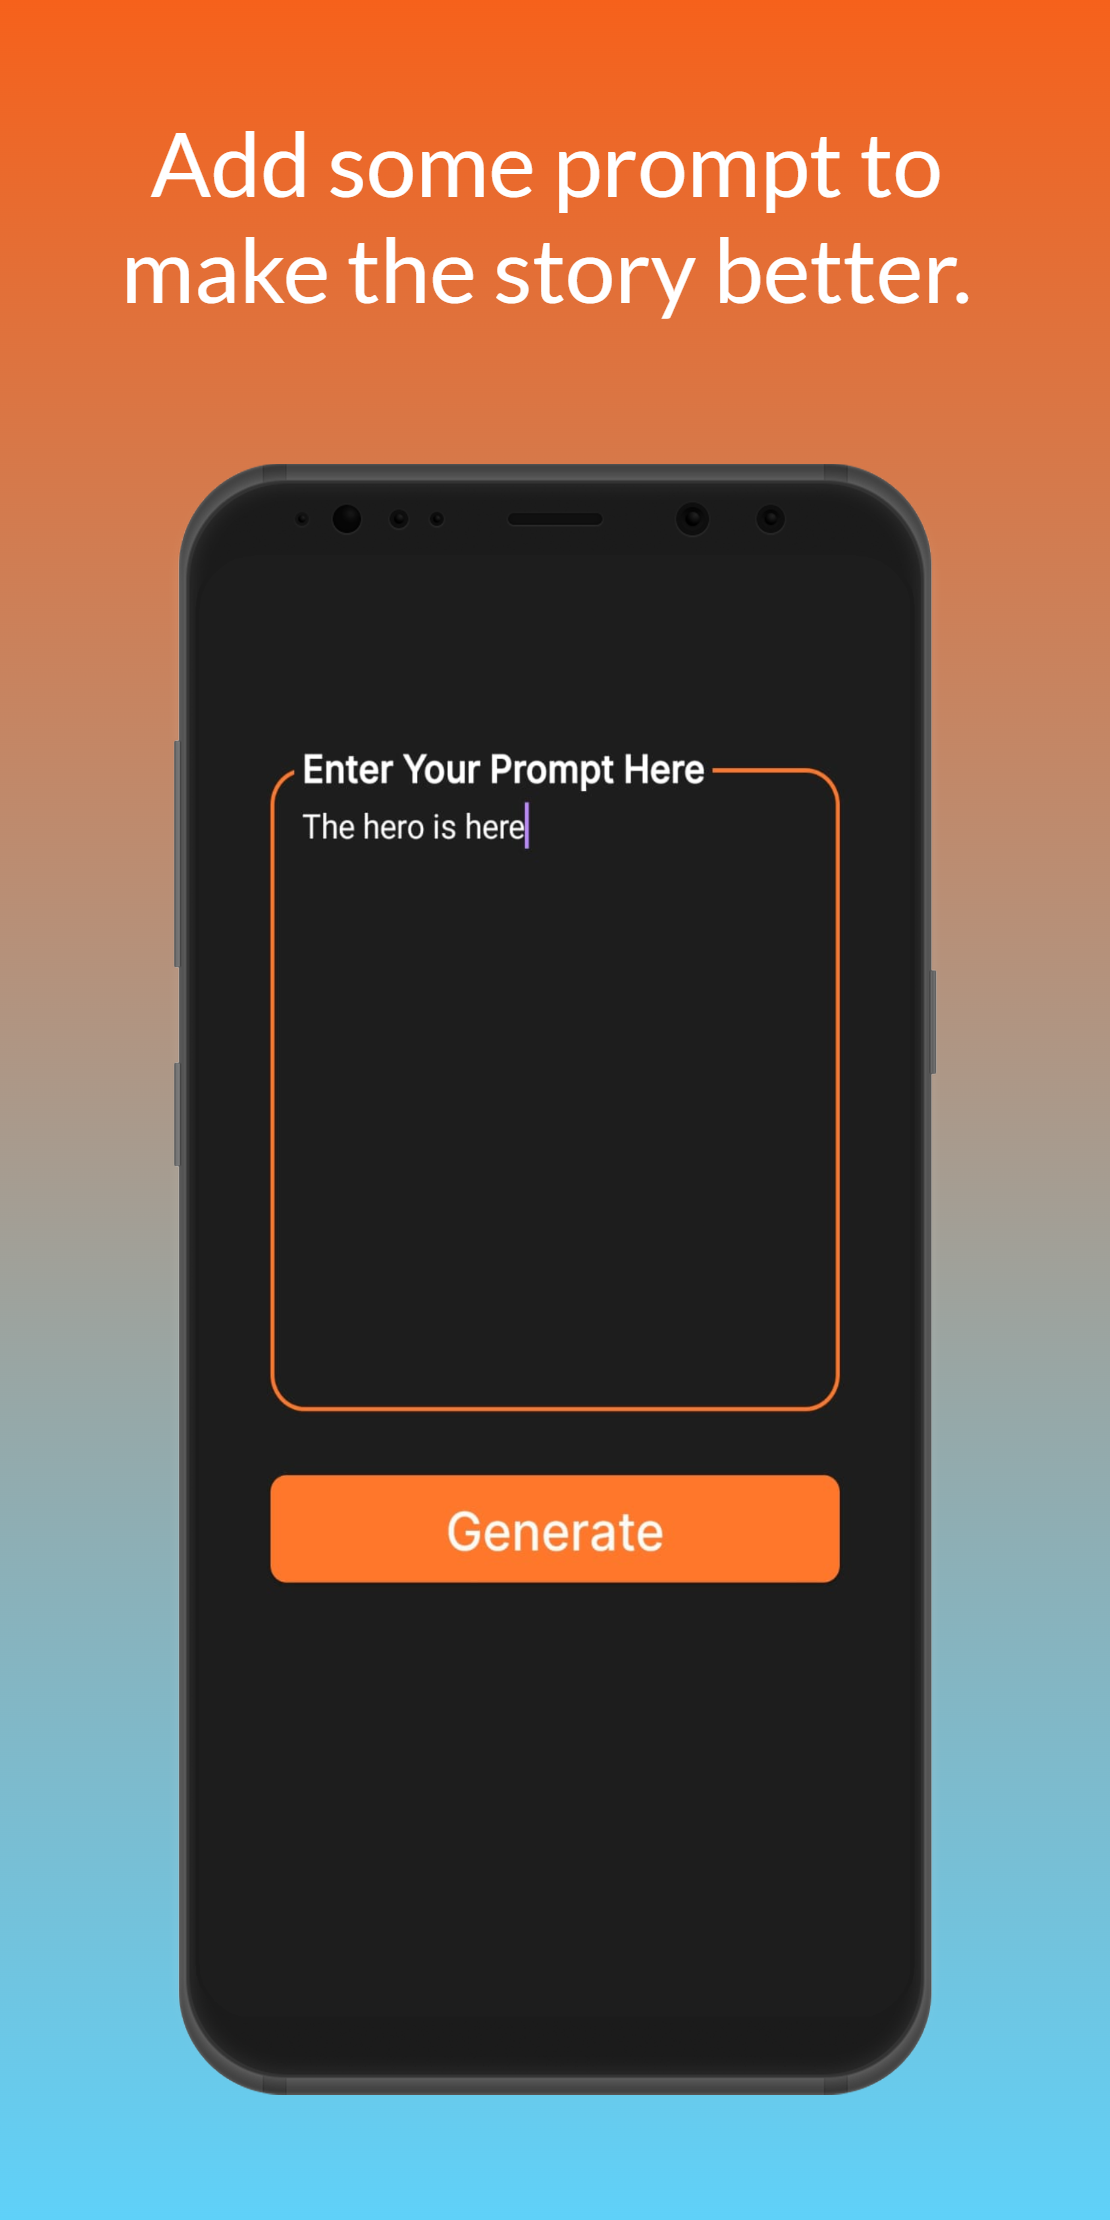 Add some prompt to
make the story better.
Enter Your Prompt Here
The hero is here
Generate